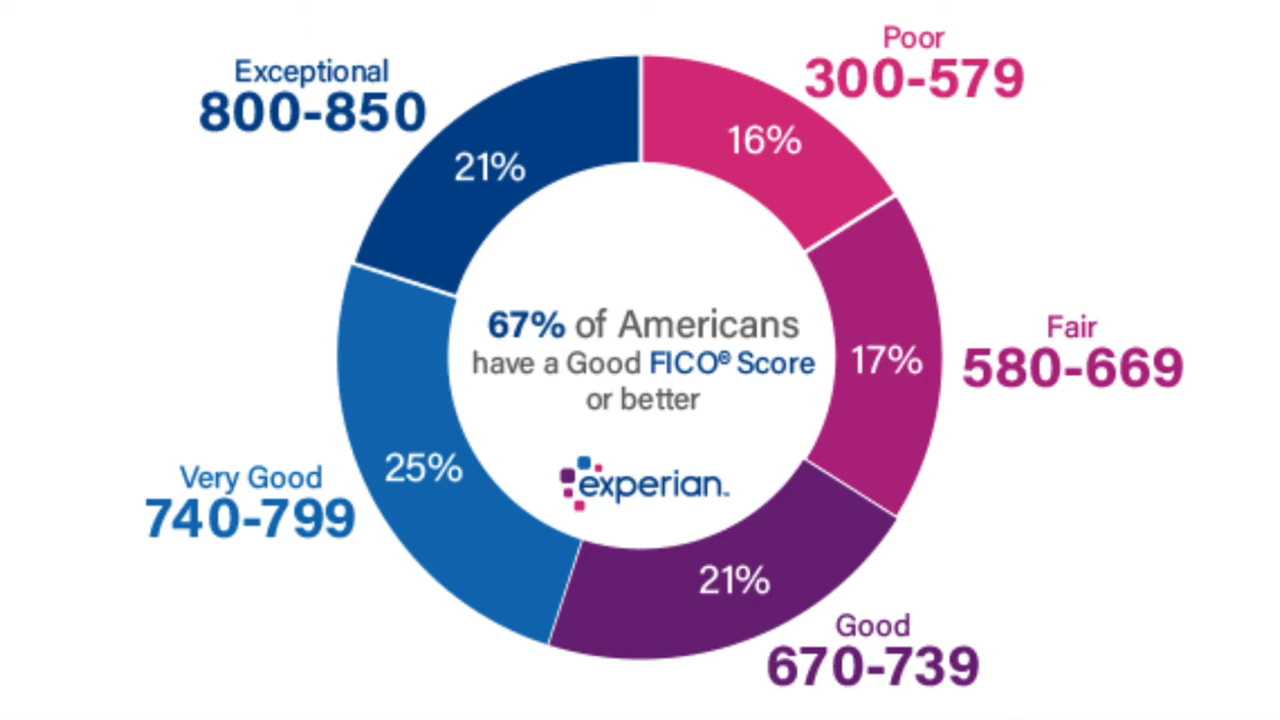 Poor
300-579
16%
Exceptional
800-850
21%
Fair
580-669
17%
67% of Americans
have a Good FICO® Score
or better
experian™
Very Good
740-799
25%
Good
670-739
21%